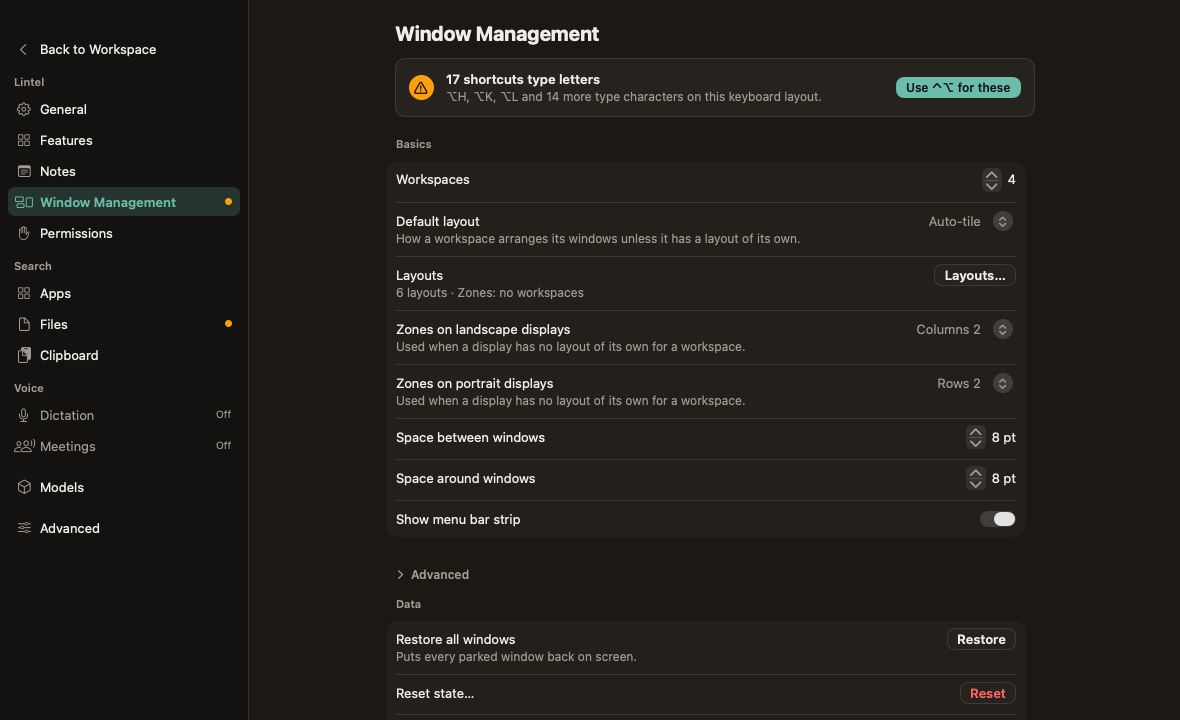 Back to Workspace
Lintel
General
Features
Notes
Window Management
Permissions
Search
Apps
Files
Clipboard
Voice
Dictation Off
Meetings Off
Models
Advanced
Window Management
17 shortcuts type letters
⌥H, ⌥K, ⌥L and 14 more type characters on this keyboard layout.
Use ⌃⌥ for these
Basics
Workspaces 4
Default layout Auto-tile
How a workspace arranges its windows unless it has a layout of its own.
Layouts Layouts...
6 layouts · Zones: no workspaces
Zones on landscape displays Columns 2
Used when a display has no layout of its own for a workspace.
Zones on portrait displays Rows 2
Used when a display has no layout of its own for a workspace.
Space between windows 8 pt
Space around windows 8 pt
Show menu bar strip
Advanced
Data
Restore all windows Restore
Puts every parked window back on screen.
Reset state... Reset